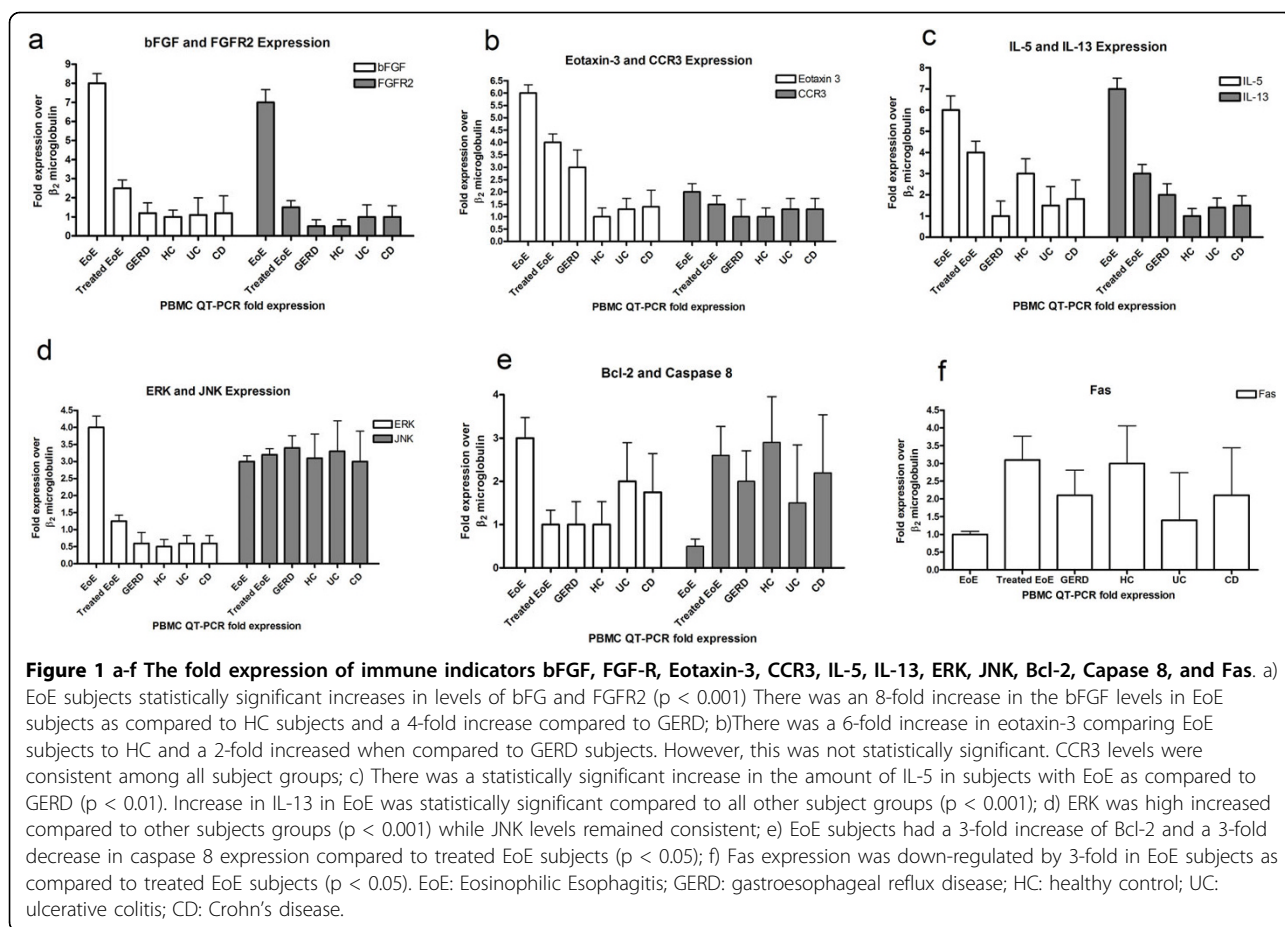 a
bFGF and FGFR2 Expression
bFGF
FGFR2
Fold expression over
β2 microglobulin
9
8
7
6
5
4
3
2
1
0
EoE
Treated EoE
GERD
HC
UC
CD
EoE
Treated EoE
GERD
HC
UC
CD
PBMC QT-PCR fold expression
b
Eotaxin-3 and CCR3 Expression
Eotaxin 3
CCR3
Fold expression over
β2 microglobulin
7.0
6.5
6.0
5.5
5.0
4.5
4.0
3.5
3.0
2.5
2.0
1.5
1.0
0.5
0.0
EoE
Treated EoE
GERD
HC
UC
CD
EoE
Treated EoE
GERD
HC
UC
CD
PBMC QT-PCR fold expression
c
IL-5 and IL-13 Expression
IL-5
IL-13
Fold expression over
β2 microglobulin
8
7
6
5
4
3
2
1
0
EoE
Treated EoE
GERD
HC
UC
CD
EoE
Treated EoE
GERD
HC
UC
CD
PBMC QT-PCR fold expression
d
ERK and JNK Expression
ERK
JNK
Fold expression over
β2 microglobulin
4.5
4.0
3.5
3.0
2.5
2.0
1.5
1.0
0.5
0.0
EoE
Treated EoE
GERD
HC
UC
CD
EoE
Treated EoE
GERD
HC
UC
CD
PBMC QT-PCR fold expression
e
Bcl-2 and Caspase 8
Fold expression over
β2 microglobulin
4
3
2
1
0
EoE
Treated EoE
GERD
HC
UC
CD
EoE
Treated EoE
GERD
HC
UC
CD
PBMC QT-PCR fold expression
f
Fas
Fas
Fold expression over
β2 microglobulin
4.5
4.0
3.5
3.0
2.5
2.0
1.5
1.0
0.5
0.0
EoE
Treated EoE
GERD
HC
UC
CD
PBMC QT-PCR fold expression
Figure 1 a-f The fold expression of immune indicators bFGF, FGF-R, Eotaxin-3, CCR3, IL-5, IL-13, ERK, JNK, Bcl-2, Capase 8, and Fas. a)
EoE subjects statistically significant increases in levels of bFG and FGFR2 (p < 0.001) There was an 8-fold increase in the bFGF levels in EoE
subjects as compared to HC subjects and a 4-fold increase compared to GERD; b)There was a 6-fold increase in eotaxin-3 comparing EoE
subjects to HC and a 2-fold increased when compared to GERD subjects. However, this was not statistically significant. CCR3 levels were
consistent among all subject groups; c) There was a statistically significant increase in the amount of IL-5 in subjects with EoE as compared to
GERD (p < 0.01). Increase in IL-13 in EoE was statistically significant compared to all other subject groups (p < 0.001); d) ERK was high increased
compared to other subjects groups (p < 0.001) while JNK levels remained consistent; e) EoE subjects had a 3-fold increase of Bcl-2 and a 3-fold
decrease in caspase 8 expression compared to treated EoE subjects (p < 0.05); f) Fas expression was down-regulated by 3-fold in EoE subjects as
compared to treated EoE subjects (p < 0.05). EoE: Eosinophilic Esophagitis; GERD: gastroesophageal reflux disease; HC: healthy control; UC:
ulcerative colitis; CD: Crohn's disease.